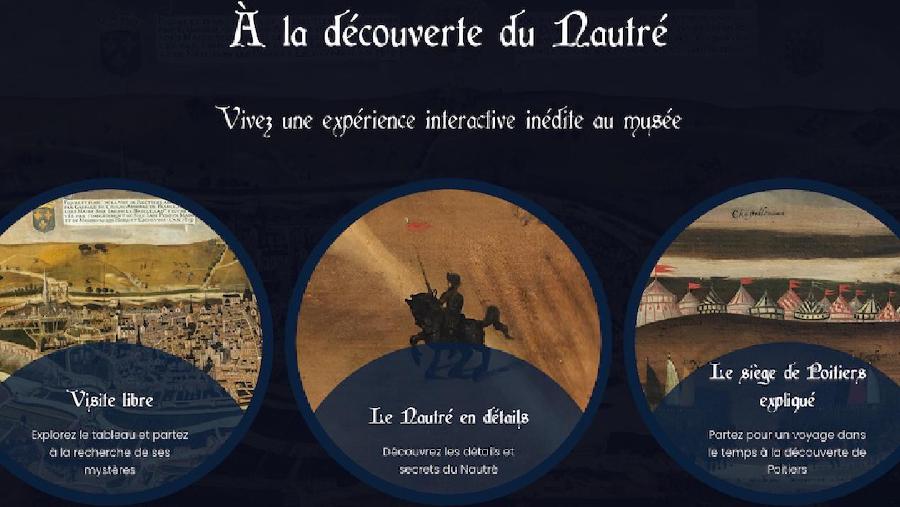 À la découverte du Nautré
Vivez une expérience interactive inédite au musée
Chapellenies
Visite libre
Explorez le tableau et partez
à la recherche de ses
mystères
Le Nautré en détails
Découvrez les détails et
secrets du Nautré
Le siège de Poitiers
expliqué
Partez pour un voyage dans
le temps à la découverte de
Poitiers